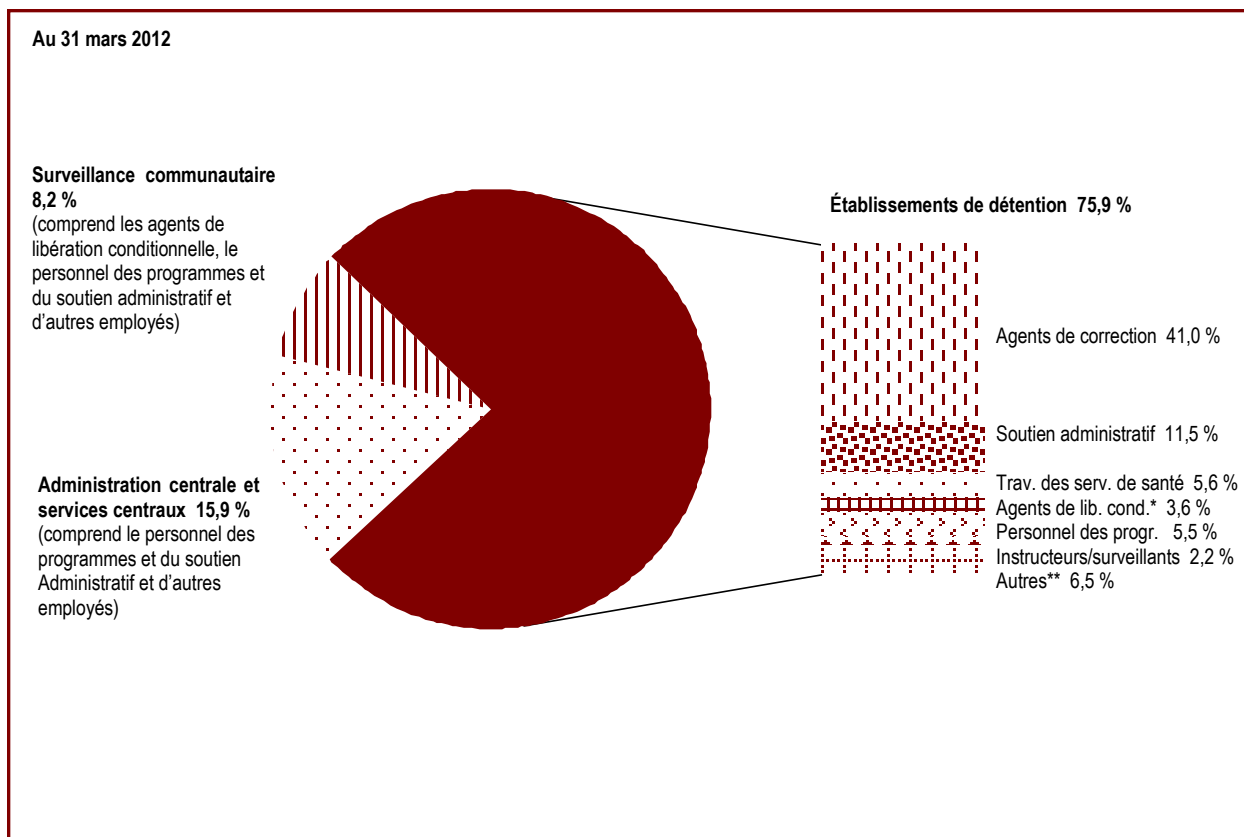 Au 31 mars 2012
Surveillance communautaire
8,2 %
(comprend les agents de
libération conditionnelle, le
personnel des programmes et
du soutien administratif et
d'autres employés)
Administration centrale et
services centraux 15,9 %
(comprend le personnel des
programmes et du soutien
Administratif et d'autres
employés)
Établissements de détention 75,9 %
Agents de correction 41,0 %
Soutien administratif 11,5 %
Trav. des serv. de santé 5,6 %
Agents de lib. cond.* 3,6 %
Personnel des progr. 5,5 %
Instructeurs/surveillants 2,2 %
Autres** 6,5 %